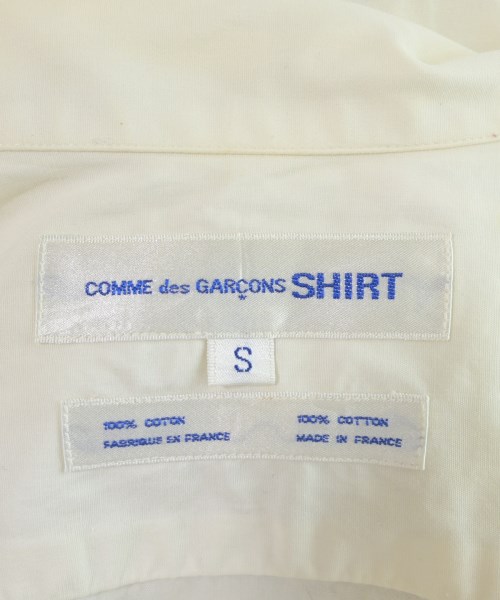 COMME des GARÇONS SHIRT
S
100% COTON
FABRIQUE EN FRANCE
100% COTTON
MADE IN FRANCE